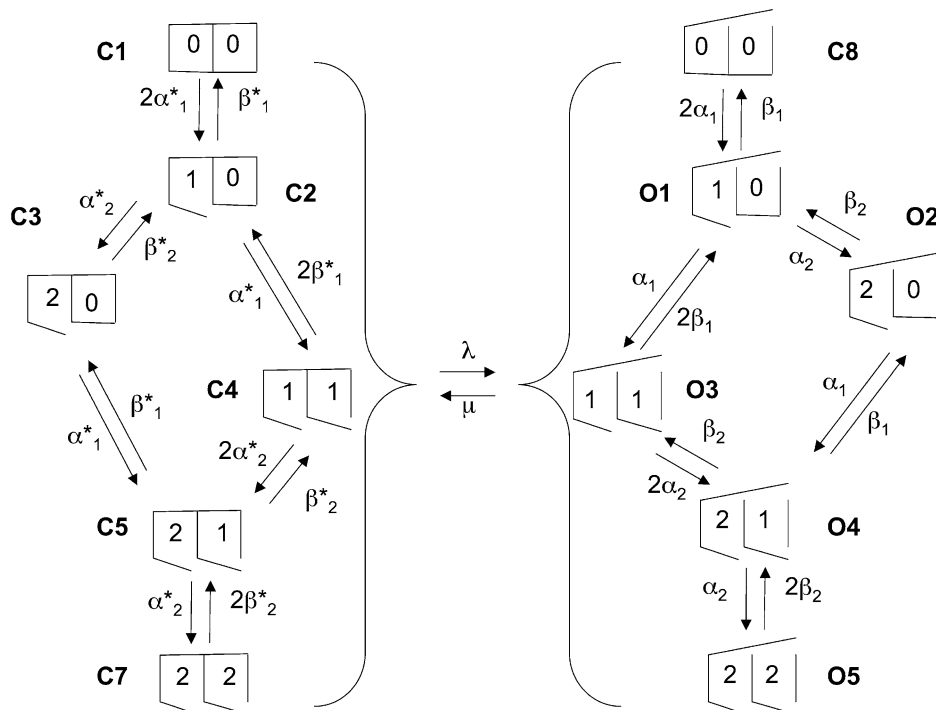 C1 0 0
2α*₁ β*₁
1 0 C2
C3 α*₂ β*₂
2 0
α*₁ 2β*₁
C4 1 1
α*₁ β*₁
2α*₂ β*₂
C5 2 1
α*₂ 2β*₂
C7 2 2
λ
μ
0 0 C8
2α₁ β₁
O1 1 0
β₂ O2
α₂
2 0
α₁ 2β₁
1 1 O3
α₁ β₁
β₂
2α₂
2 1 O4
α₂ 2β₂
2 2 O5